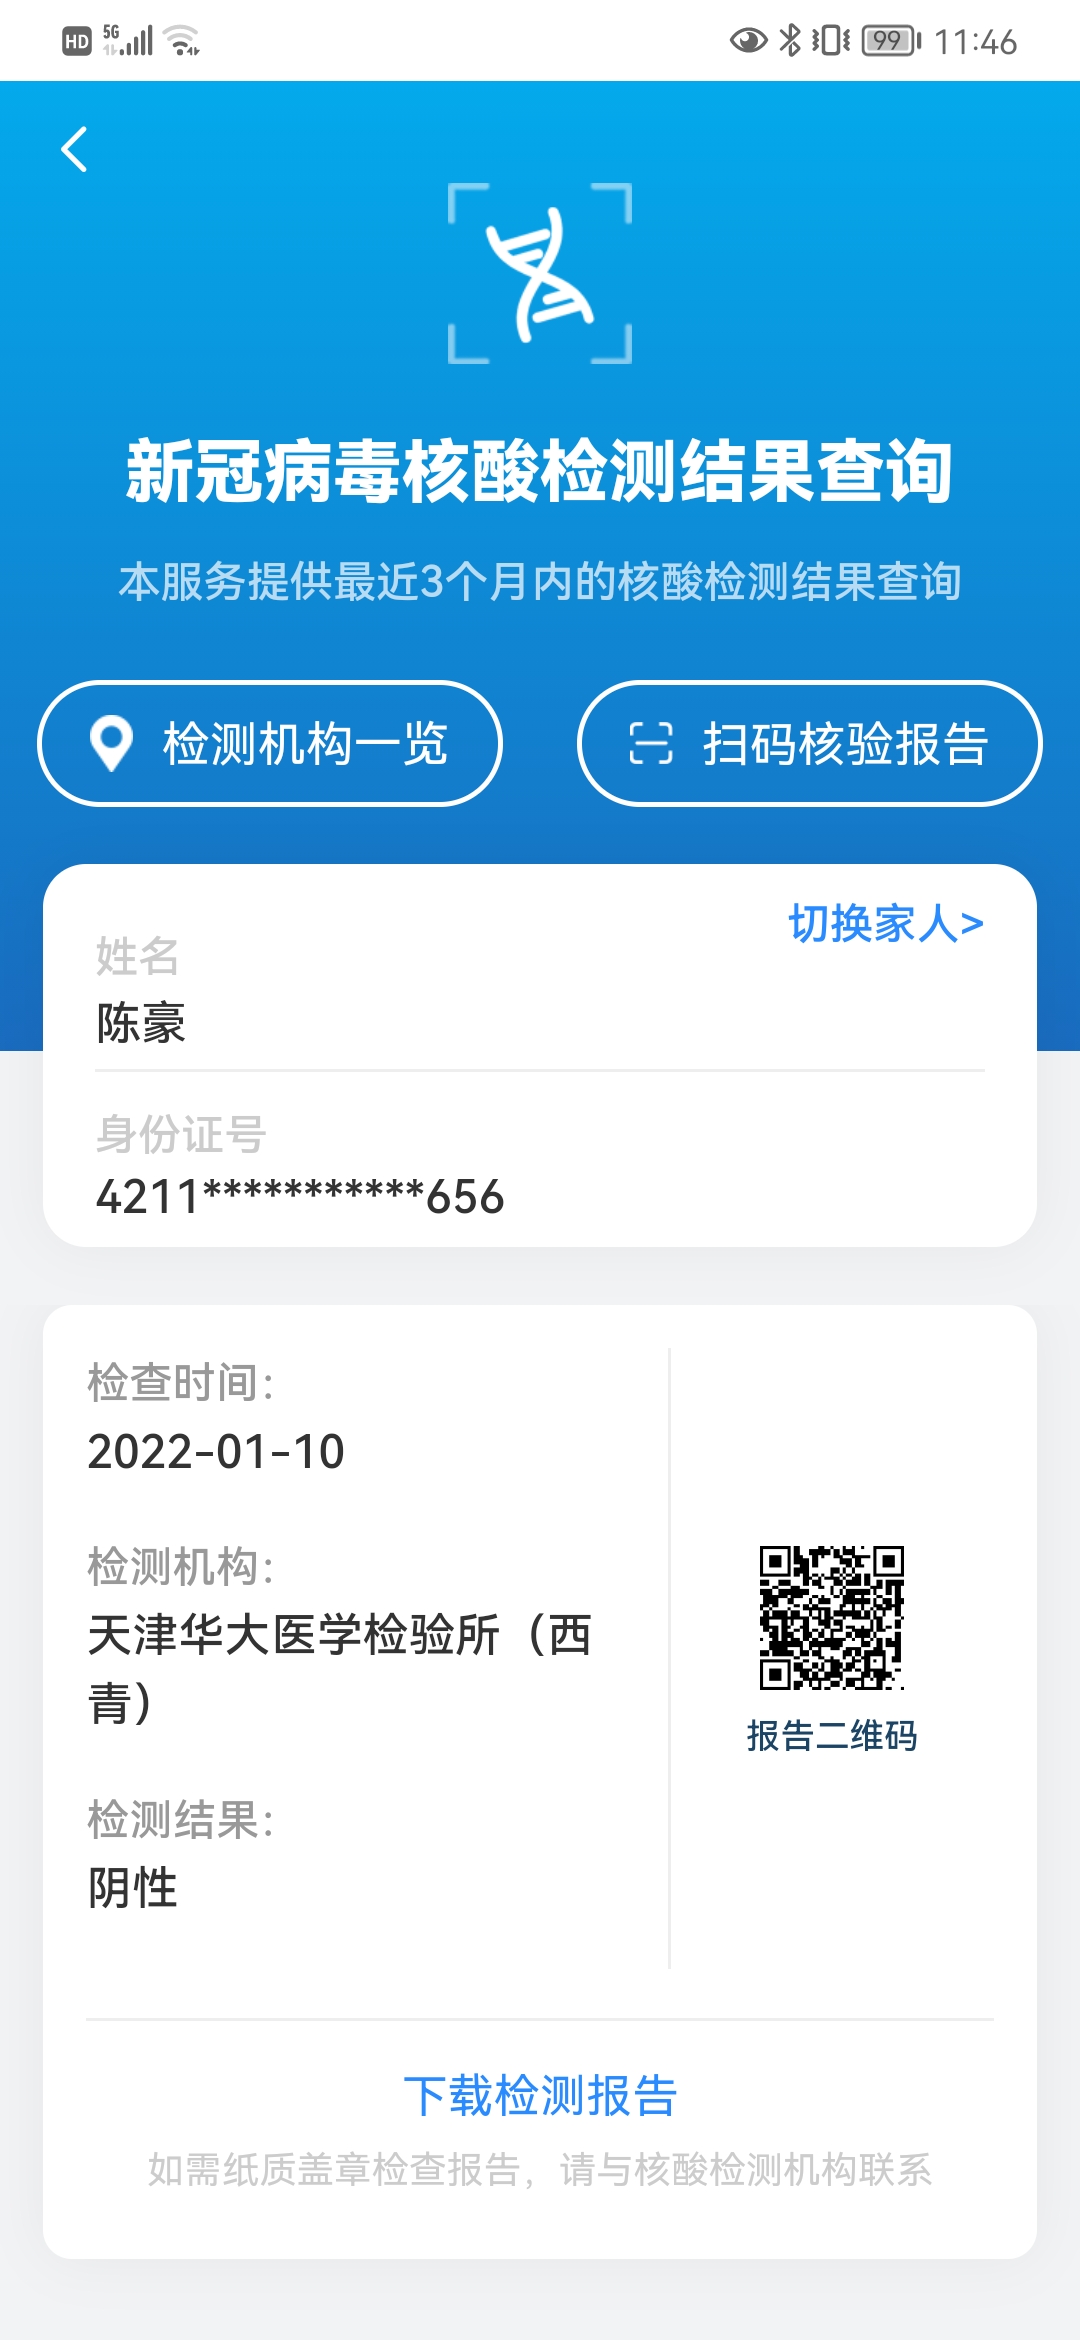 HD 5G 99 11:46
新冠病毒核酸检测结果查询
本服务提供最近3个月内的核酸检测结果查询
检测机构一览
扫码核验报告
切换家人>
姓名
陈豪
身份证号
4211***********656
检查时间:
2022-01-10
检测机构:
天津华大医学检验所（西
青）
报告二维码
检测结果:
阴性
下载检测报告
如需纸质盖章检查报告，请与核酸检测机构联系